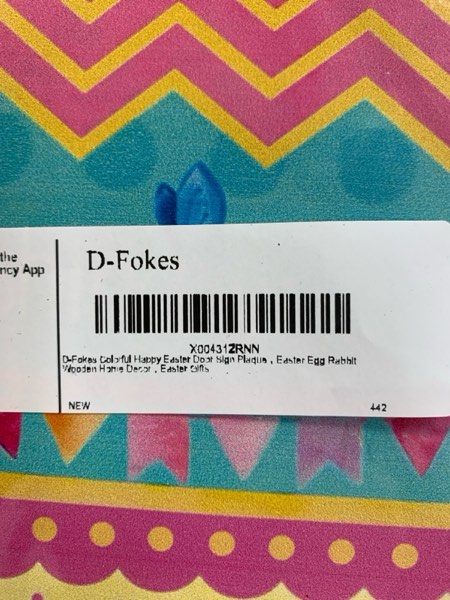 the
ncy App
D-Fokes
X00431ZRNN
D-Fokes Colorful Happy Easter Door Sign Plaque , Easter Egg Rabbit
Wooden Home Decor , Easter Gifts
NEW
442